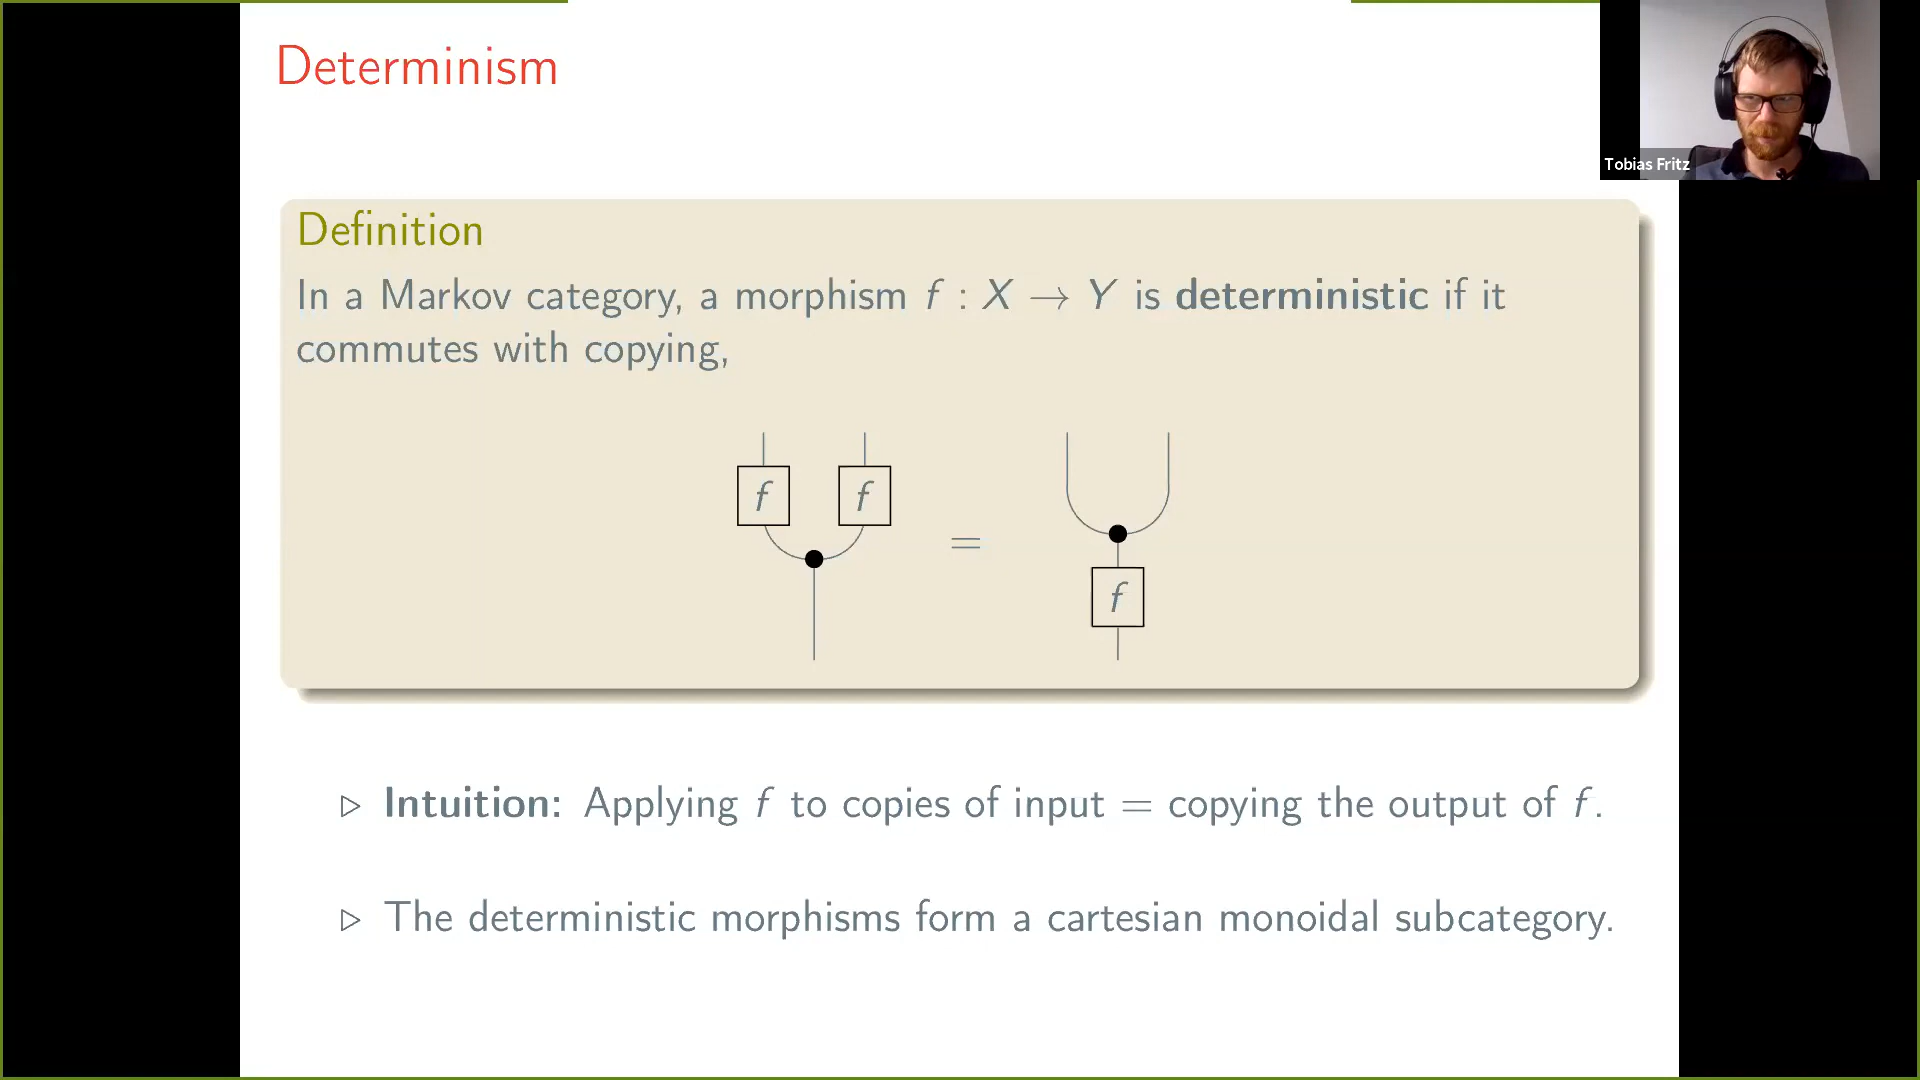 Determinism
Tobias Fritz
Definition
In a Markov category, a morphism f : X → Y is deterministic if it
commutes with copying,
f f
=
f
▷ Intuition: Applying f to copies of input = copying the output of f.
▷ The deterministic morphisms form a cartesian monoidal subcategory.